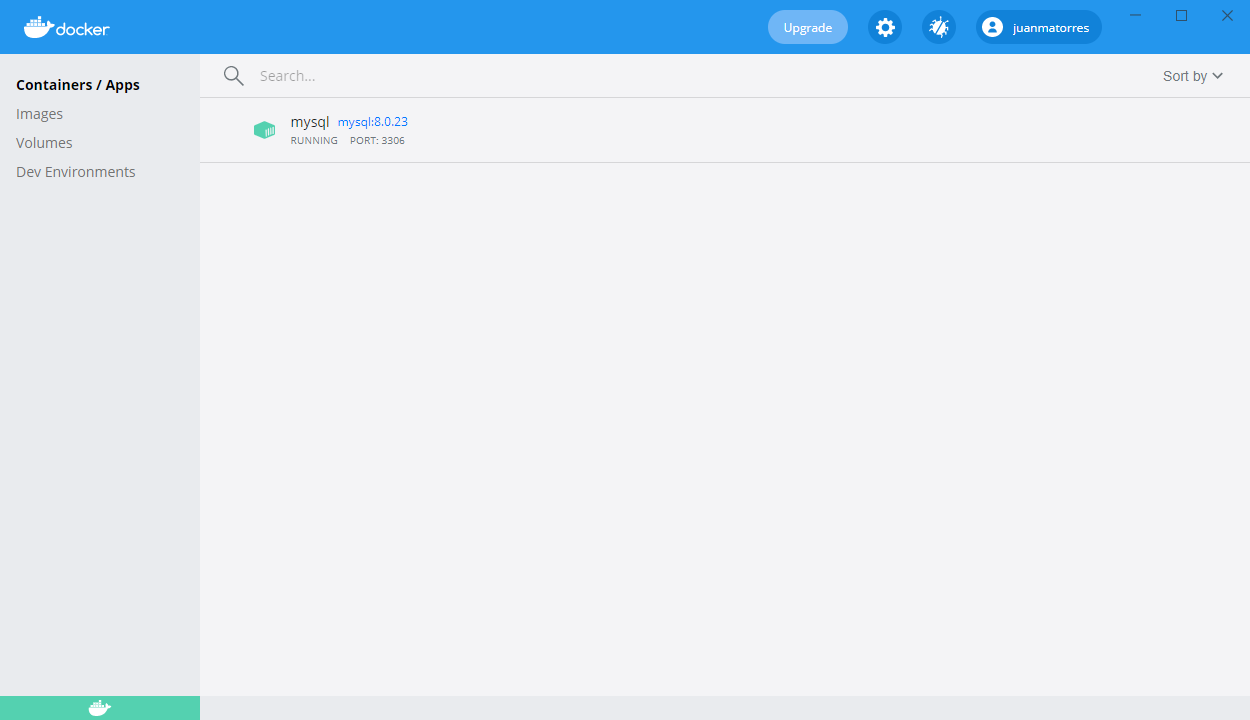 docker
Upgrade
juanmatorres
Containers / Apps
Images
Volumes
Dev Environments
Search...
Sort by
mysql mysql:8.0.23
RUNNING PORT: 3306